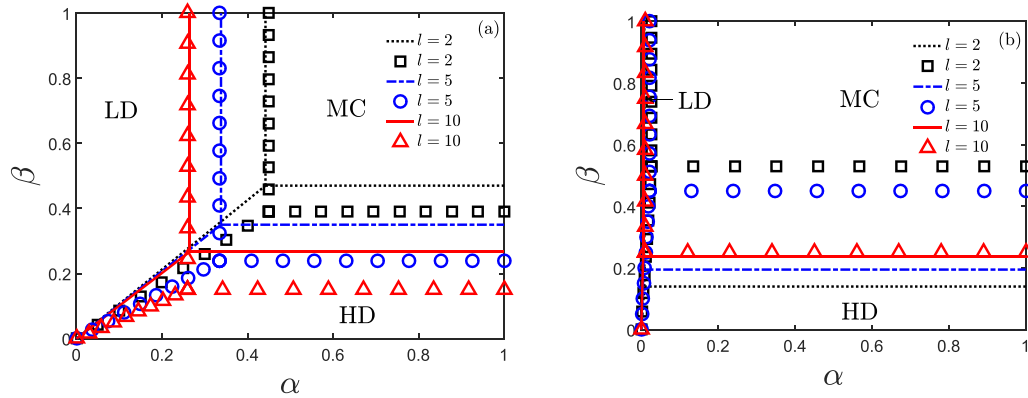 (a)
1
0.8
0.6
0.4
0.2
0
0 0.2 0.4 0.6 0.8 1
β
α
LD
MC
HD
l = 2
l = 2
l = 5
l = 5
l = 10
l = 10
(b)
1
0.8
0.6
0.4
0.2
0
0 0.2 0.4 0.6 0.8 1
β
α
LD
MC
HD
l = 2
l = 2
l = 5
l = 5
l = 10
l = 10